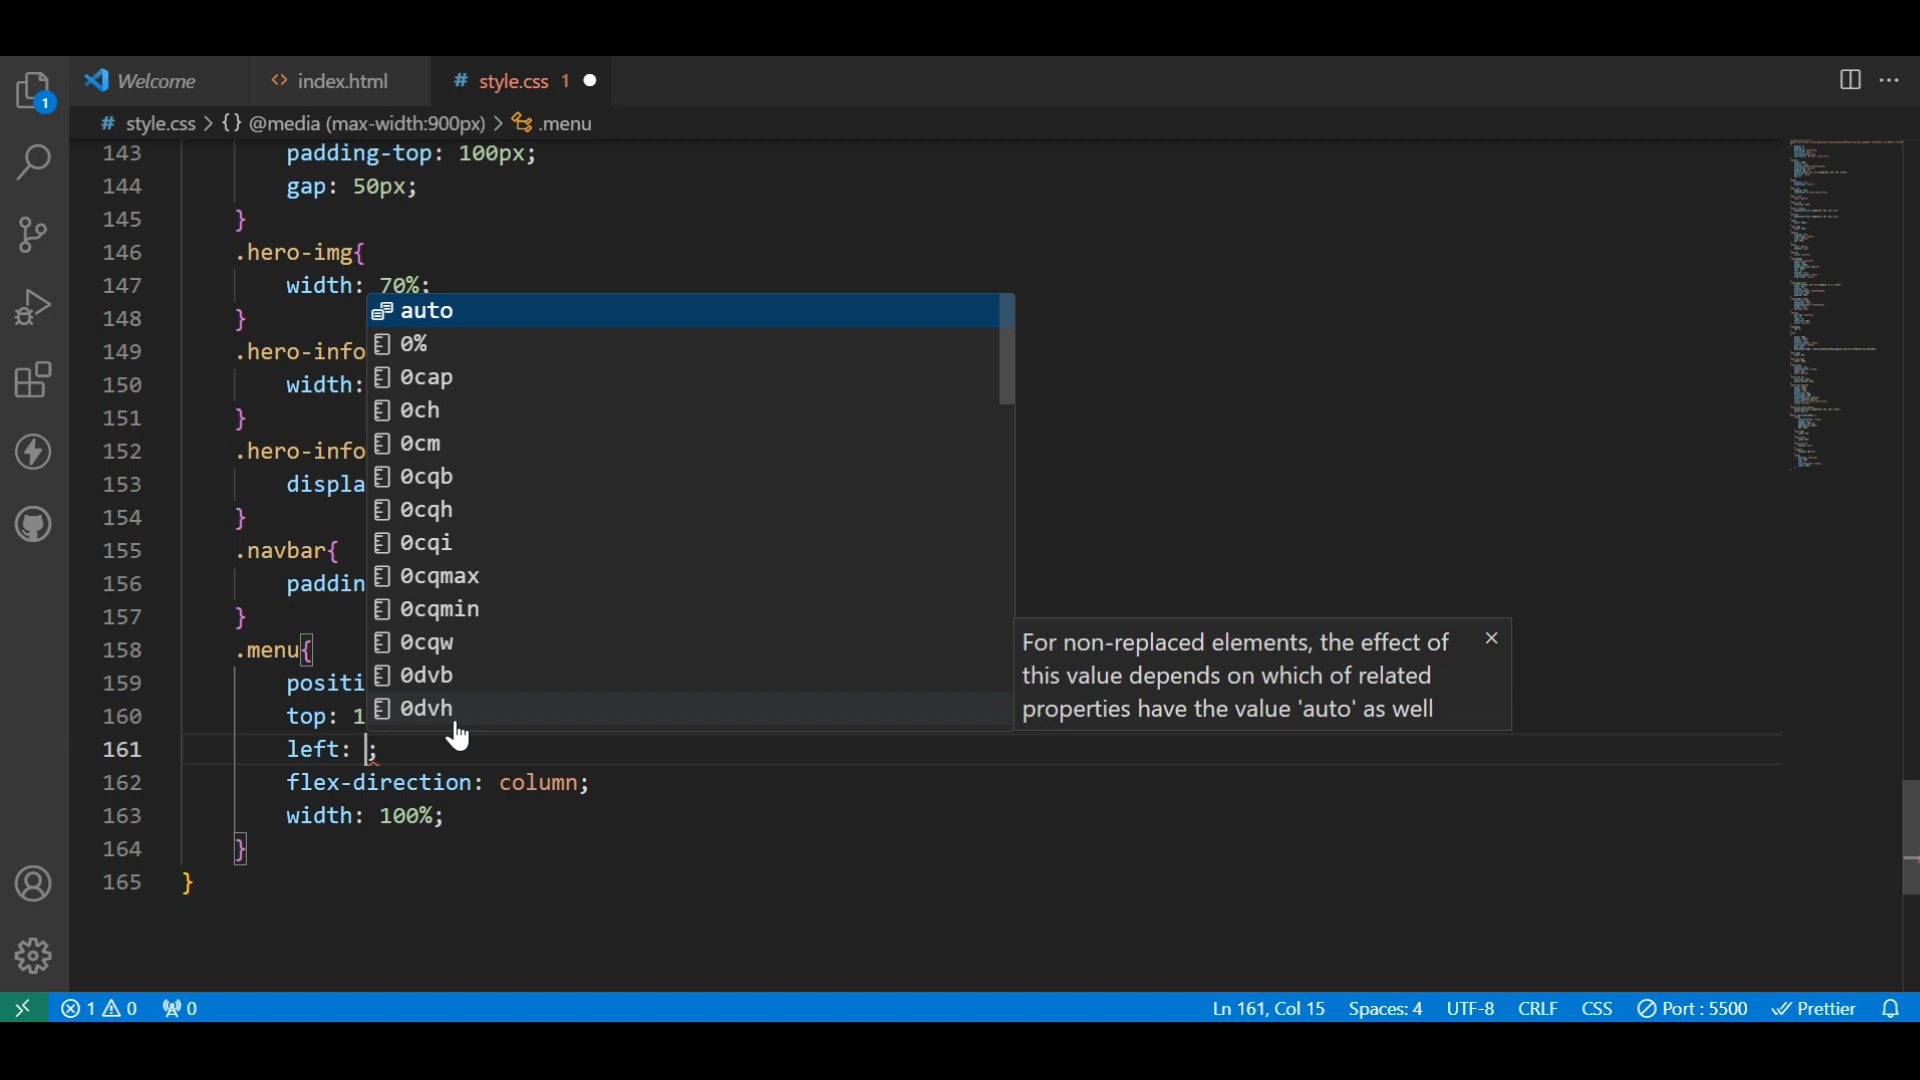 Welcome
index.html
style.css 1
1
# style.css > {} @media (max-width:900px) > .menu
143 padding-top: 100px;
144 gap: 50px;
145 }
146 .hero-img{
147 width: 70%;
148 }
149 .hero-info
150 width:
151 }
152 .hero-info
153 displa
154 }
155 .navbar{
156 paddin
157 }
158 .menu{
159 positi
160 top: 1
161 left: ;
162 flex-direction: column;
163 width: 100%;
164 }
165 }
auto
0%
0cap
0ch
0cm
0cqb
0cqh
0cqi
0cqmax
0cqmin
0cqw
0dvb
0dvh
For non-replaced elements, the effect of
this value depends on which of related
properties have the value 'auto' as well
1 0 0 Ln 161, Col 15 Spaces: 4 UTF-8 CRLF CSS Port : 5500 Prettier